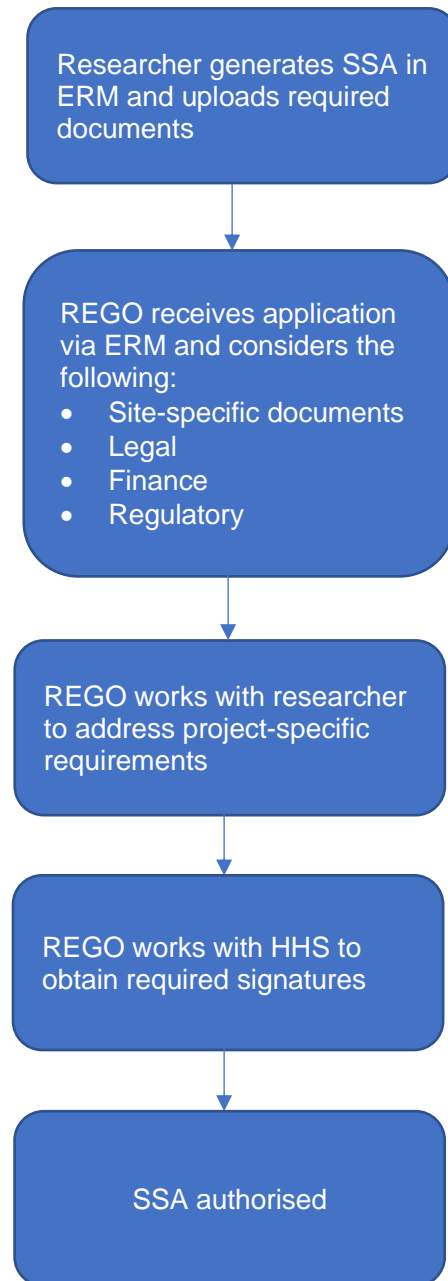 Researcher generates SSA in
ERM and uploads required
documents
REGO receives application
via ERM and considers the
following:
• Site-specific documents
• Legal
• Finance
• Regulatory
REGO works with researcher
to address project-specific
requirements
REGO works with HHS to
obtain required signatures
SSA authorised